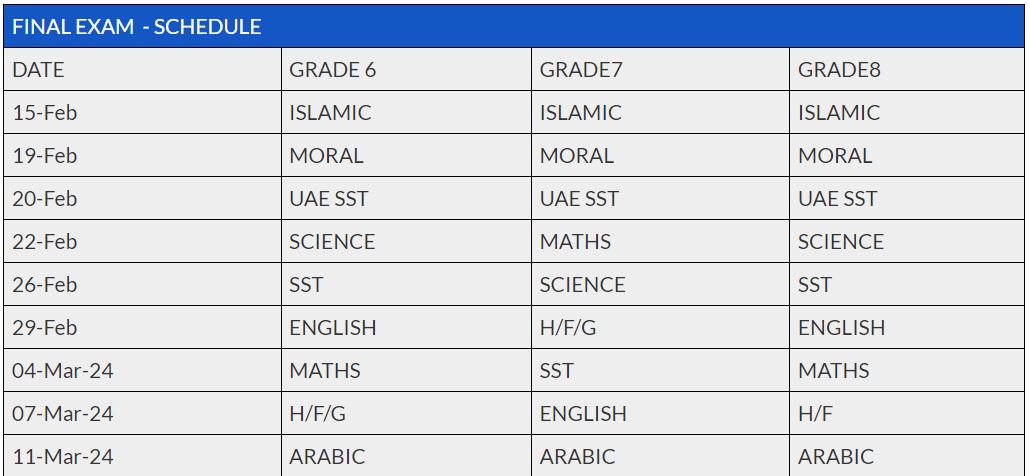 FINAL EXAM - SCHEDULE
DATE GRADE 6 GRADE7 GRADE8
15-Feb ISLAMIC ISLAMIC ISLAMIC
19-Feb MORAL MORAL MORAL
20-Feb UAE SST UAE SST UAE SST
22-Feb SCIENCE MATHS SCIENCE
26-Feb SST SCIENCE SST
29-Feb ENGLISH H/F/G ENGLISH
04-Mar-24 MATHS SST MATHS
07-Mar-24 H/F/G ENGLISH H/F
11-Mar-24 ARABIC ARABIC ARABIC